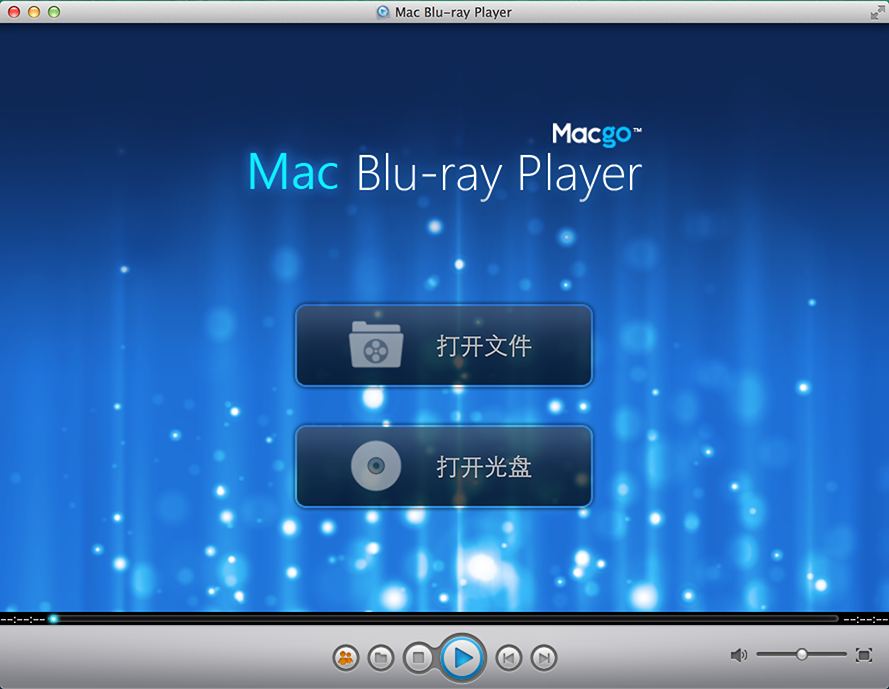 Mac Blu-ray Player
Macgo™
Mac Blu-ray Player
打开文件
打开光盘
--:--:--
--:--:--